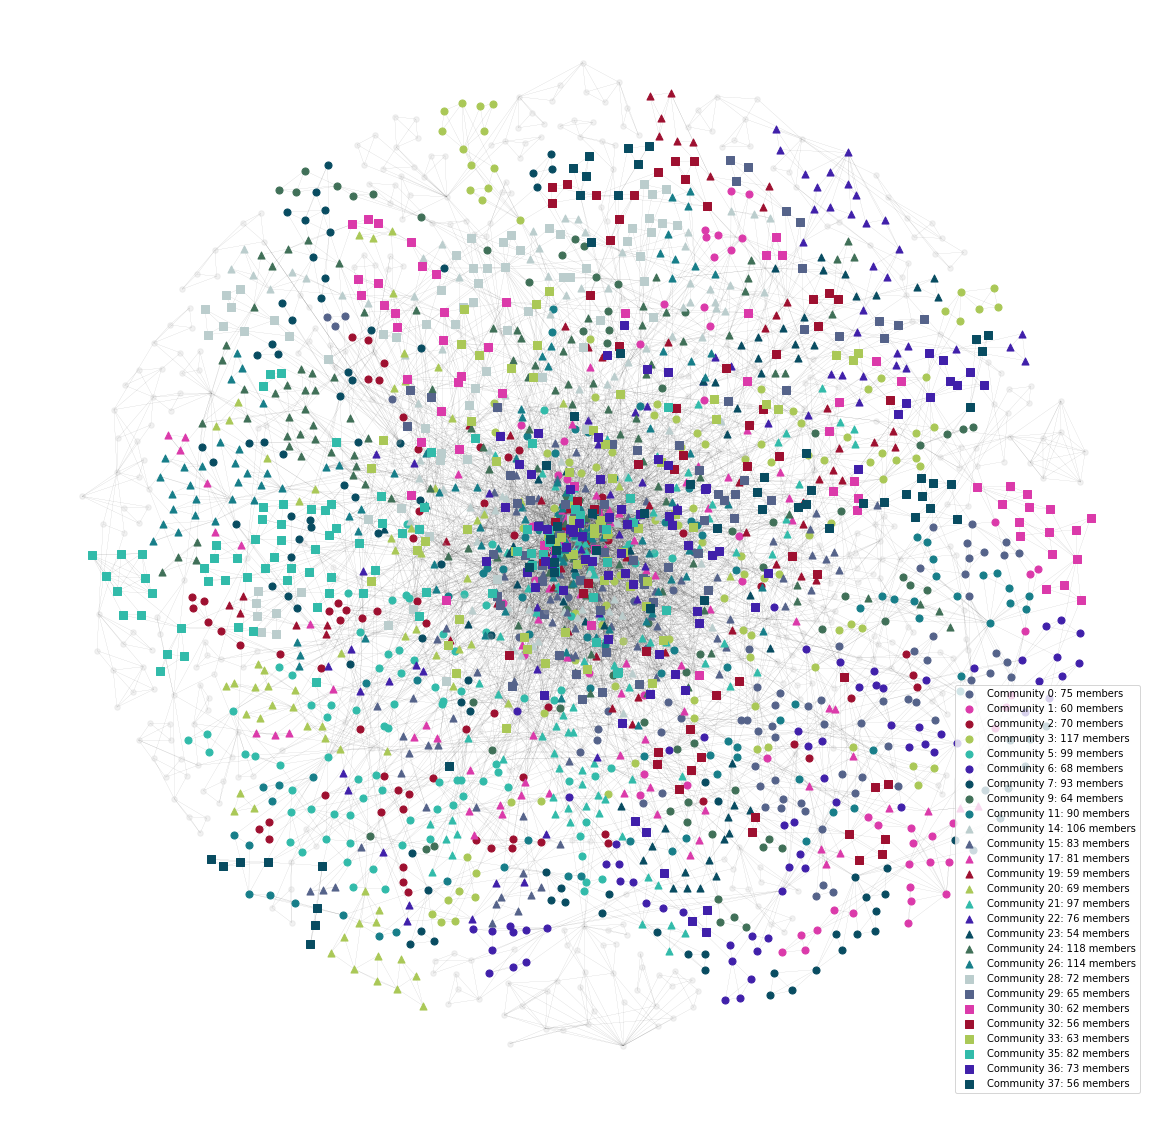 Community 0: 75 members
Community 1: 60 members
Community 2: 70 members
Community 3: 117 members
Community 5: 99 members
Community 6: 68 members
Community 7: 93 members
Community 9: 64 members
Community 11: 90 members
Community 14: 106 members
Community 15: 83 members
Community 17: 81 members
Community 19: 59 members
Community 20: 69 members
Community 21: 97 members
Community 22: 76 members
Community 23: 54 members
Community 24: 118 members
Community 26: 114 members
Community 28: 72 members
Community 29: 65 members
Community 30: 62 members
Community 32: 56 members
Community 33: 63 members
Community 35: 82 members
Community 36: 73 members
Community 37: 56 members